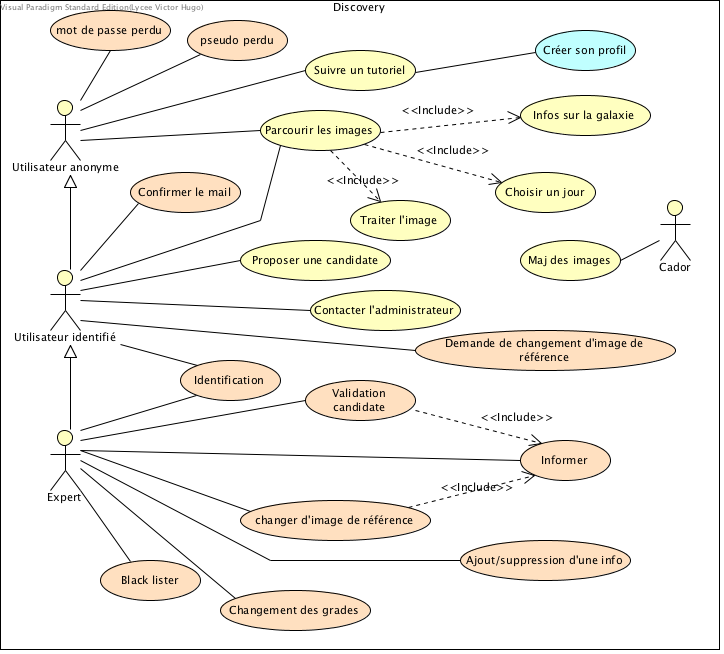 Visual Paradigm Standard Edition(Lycee Victor Hugo)
Discovery
mot de passe perdu
pseudo perdu
Suivre un tutoriel
Créer son profil
Utilisateur anonyme
Parcourir les images
<<Include>>
Infos sur la galaxie
<<Include>>
<<Include>>
Confirmer le mail
Choisir un jour
Traiter l'image
Proposer une candidate
Maj des images
Cador
Contacter l'administrateur
Utilisateur identifié
Demande de changement d'image de
référence
Identification
Validation
candidate
<<Include>>
Informer
<<Include>>
Expert
changer d'image de référence
Ajout/suppression d'une info
Black lister
Changement des grades